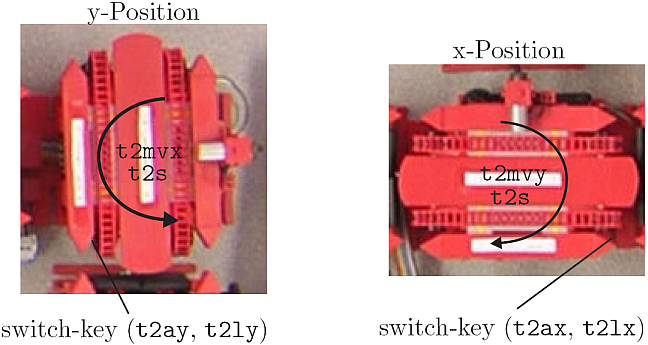 y-Position
t2mvx
t2s
switch-key (t2ay, t2ly)
x-Position
t2mvy
t2s
switch-key (t2ax, t2lx)